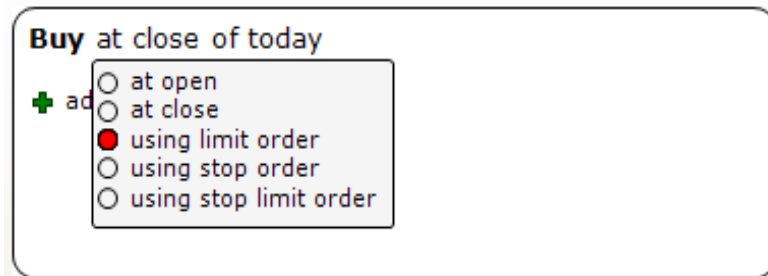 Buy at close of today
at open
ad
at close
using limit order
using stop order
using stop limit order